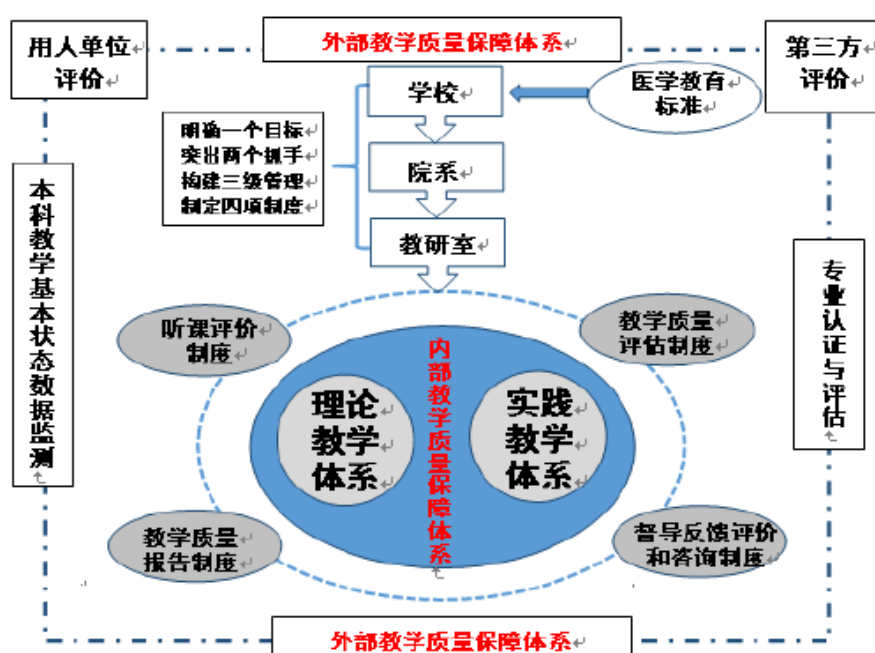 外部教学质量保障体系
用人单位
评价
第三方
评价
学校
医学教育
标准
明确一个目标
突出两个抓手
构建三级管理
制定四项制度
院系
教研室
本科教学基本状态数据监测
专业认证与评估
听课评价
制度
教学质量
评估制度
内部教学质量保障体系
理论
教学
体系
实践
教学
体系
教学质量
报告制度
督导反馈评价
和咨询制度
外部教学质量保障体系